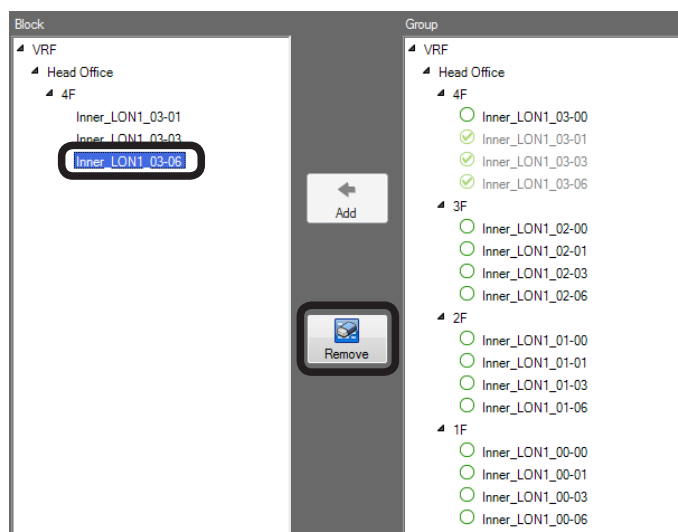 Block
VRF
Head Office
4F
Inner_LON1_03-01
Inner_LON1_03-03
Inner_LON1_03-06
Add
Remove
Group
VRF
Head Office
4F
Inner_LON1_03-00
Inner_LON1_03-01
Inner_LON1_03-03
Inner_LON1_03-06
3F
Inner_LON1_02-00
Inner_LON1_02-01
Inner_LON1_02-03
Inner_LON1_02-06
2F
Inner_LON1_01-00
Inner_LON1_01-01
Inner_LON1_01-03
Inner_LON1_01-06
1F
Inner_LON1_00-00
Inner_LON1_00-01
Inner_LON1_00-03
Inner_LON1_00-06